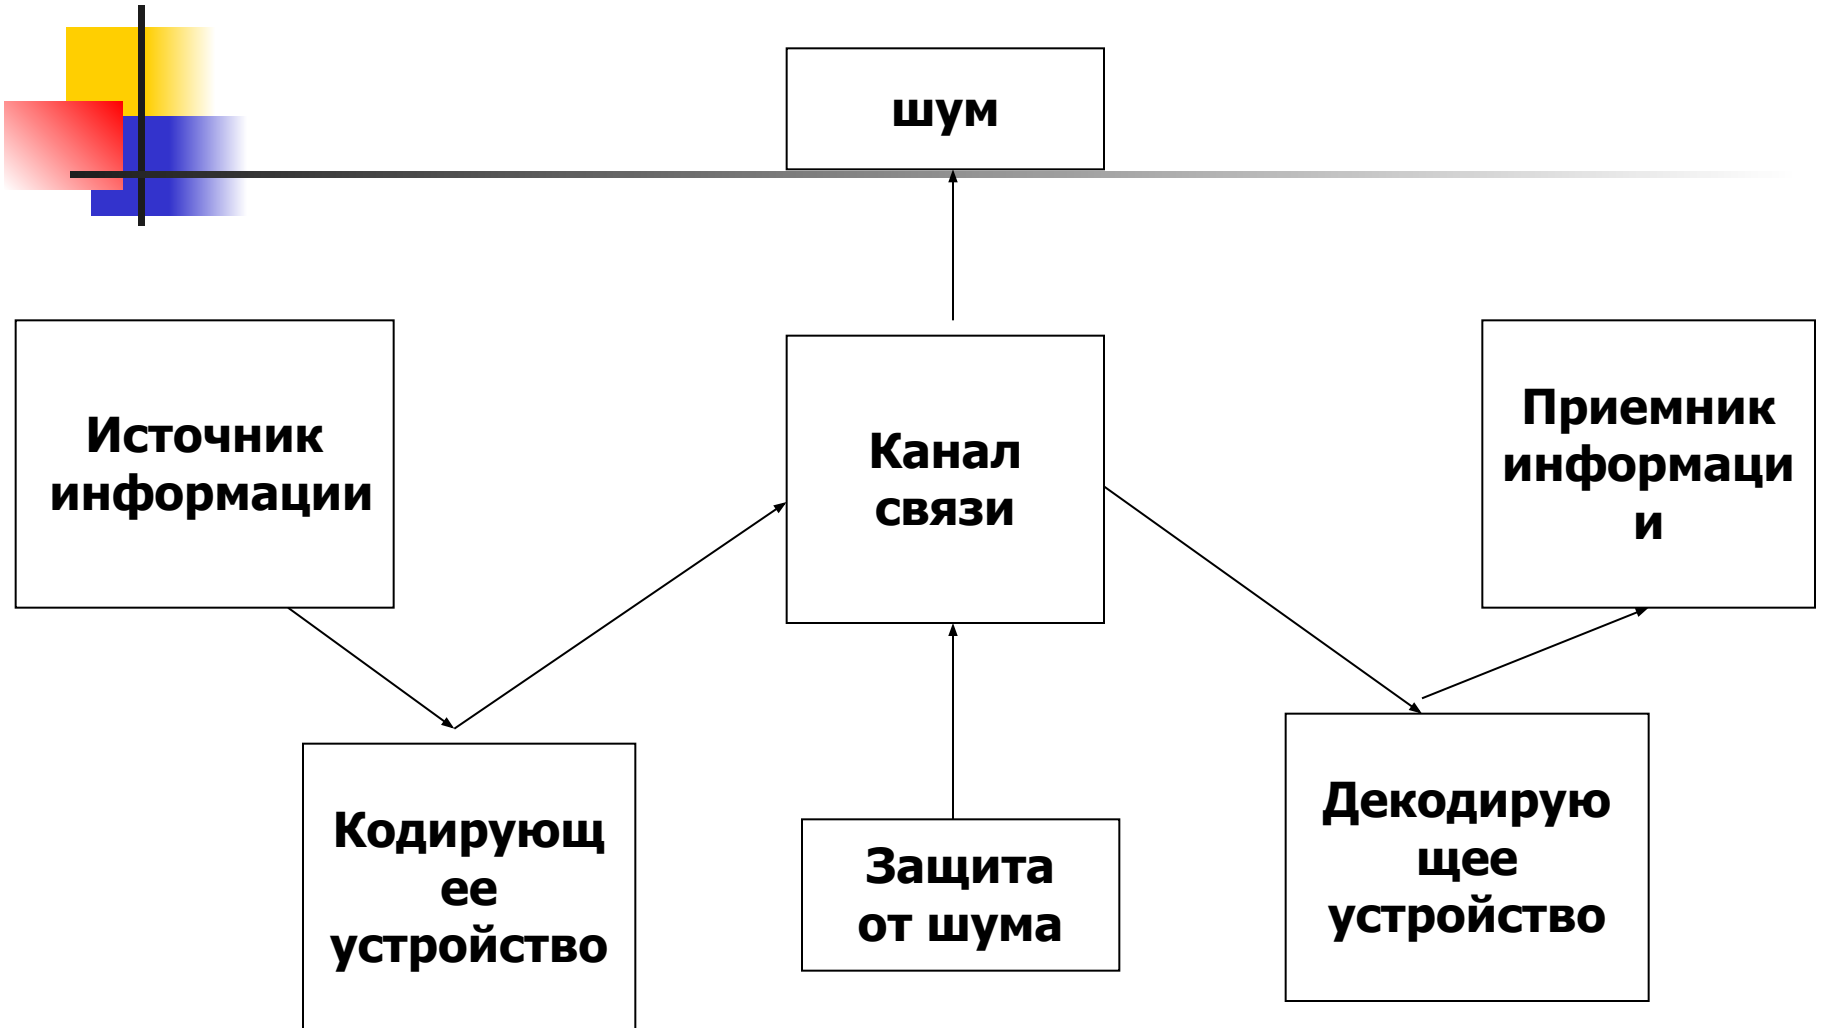 шум
Источник
информации
Канал
связи
Приемник
информаци
и
Кодирующ
ее
устройство
Защита
от шума
Декодирую
щее
устройство